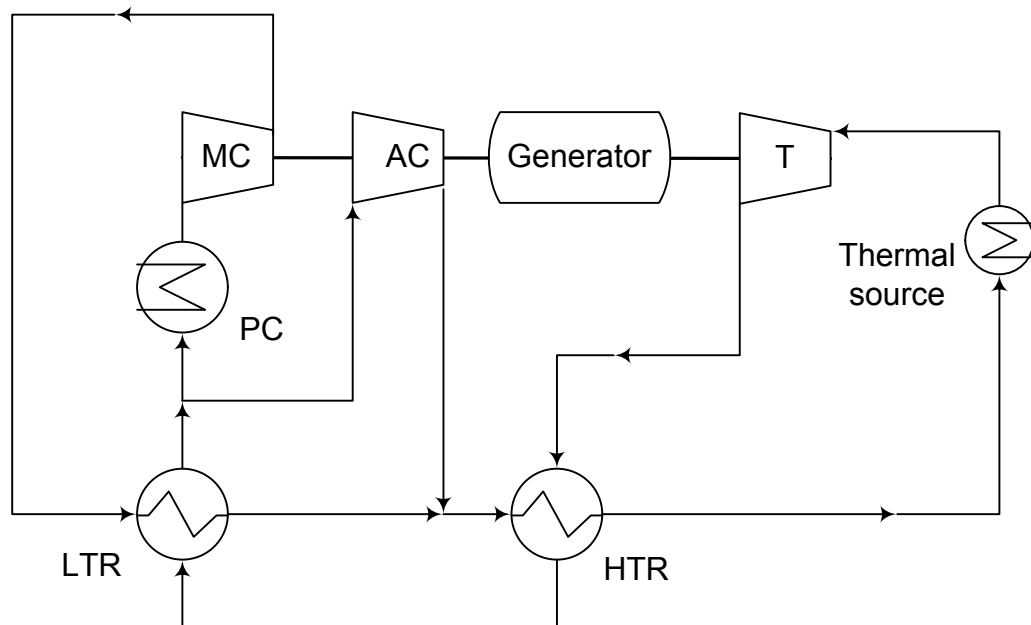 MC
AC
Generator
T
Thermal
source
PC
LTR
HTR